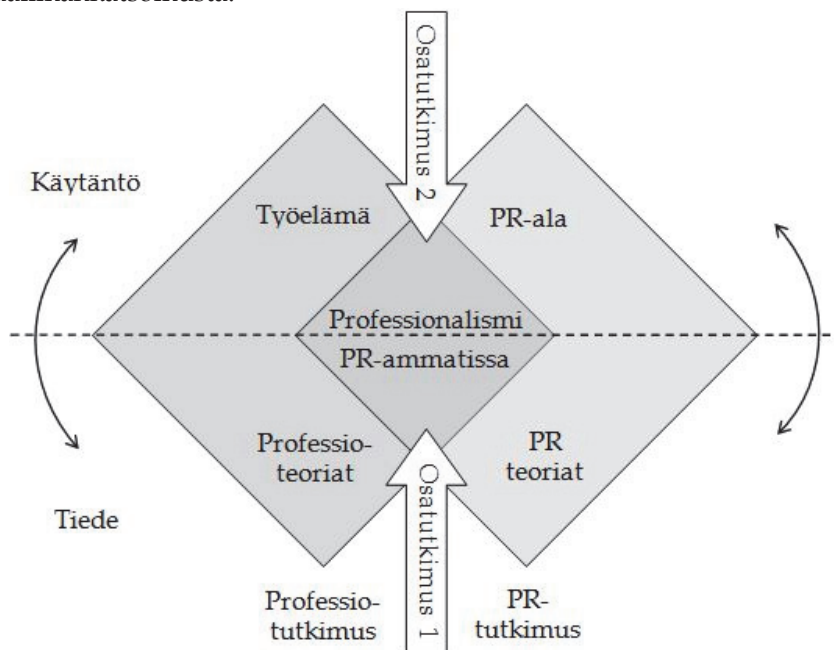 Osatutkimus 2
Käytäntö
Työelämä
PR-ala
Professionalismi
PR-ammatissa
Professio-
teoriat
PR
teoriat
Tiede
Osatutkimus 1
Professio-
tutkimus
PR-
tutkimus